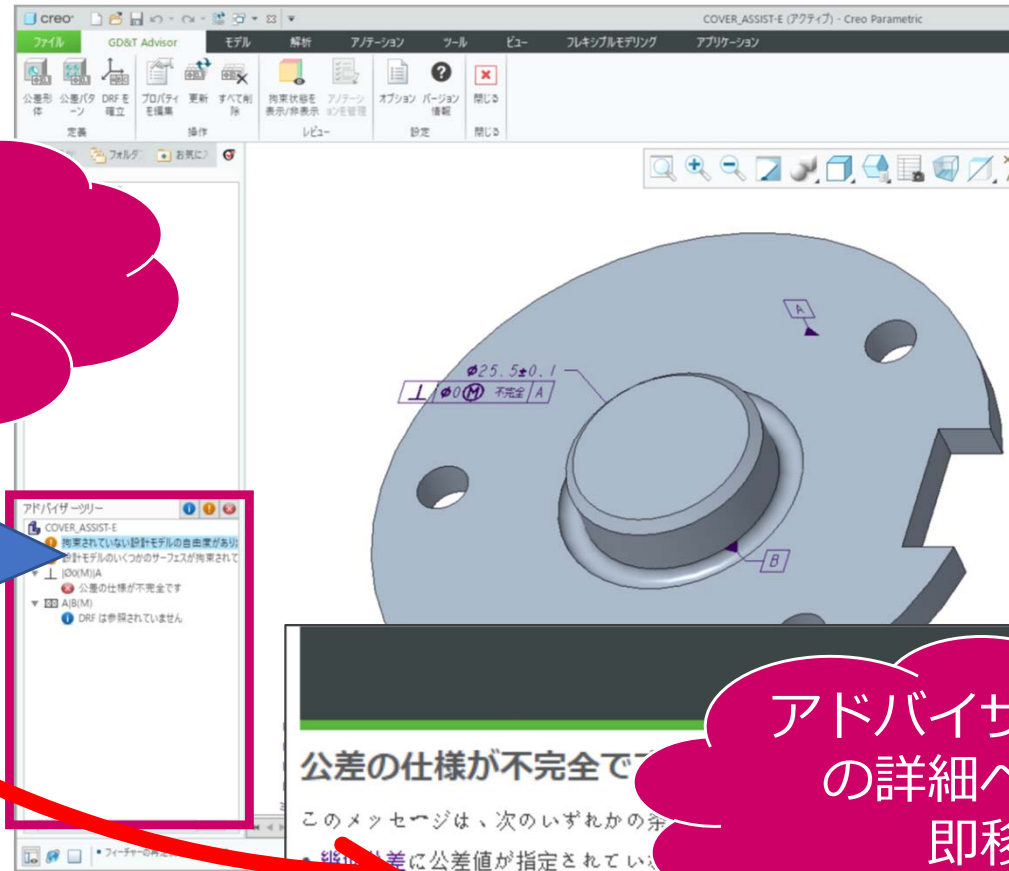 creo
COVER_ASSIST-E (アクティブ) - Creo Parametric
ファイル GD&T Advisor モデル 解析 アノテーション ツール ビュー フレキシブルモデリング アプリケーション
公差形体 公差パターン DRF を確立 プロパティを編集 更新 すべて削除 拘束状態を表示/非表示 アノテーションを管理 オプション バージョン情報 閉じる
定義 操作 レビュー 設定 閉じる
フォルダ お気に
A
ø25.5±0.1
⊥ ø0Ⓜ 不完全 A
B
アドバイザーツリー
COVER_ASSIST-E
拘束されていない設計モデルの自由度があり
設計モデルのいくつかのサーフェスが拘束されて
⊥ |Ø0(M)|A
公差の仕様が不完全です
A|B(M)
DRF は参照されていません
アドバイザ
の詳細へ
即移
公差の仕様が不完全で
このメッセージは、次のいずれかの条
差に公差値が指定されてい